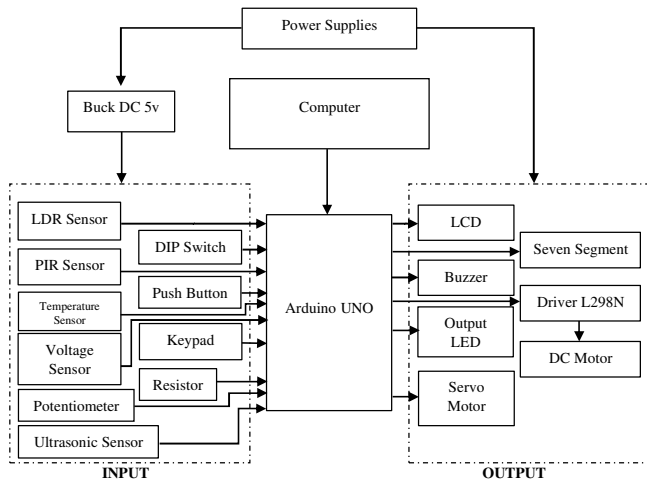 Power Supplies
Buck DC 5v
Computer
LDR Sensor
DIP Switch
PIR Sensor
Push Button
Temperature
Sensor
Voltage
Sensor
Keypad
Resistor
Potentiometer
Ultrasonic Sensor
INPUT
Arduino UNO
LCD
Seven Segment
Buzzer
Driver L298N
Output
LED
DC Motor
Servo
Motor
OUTPUT